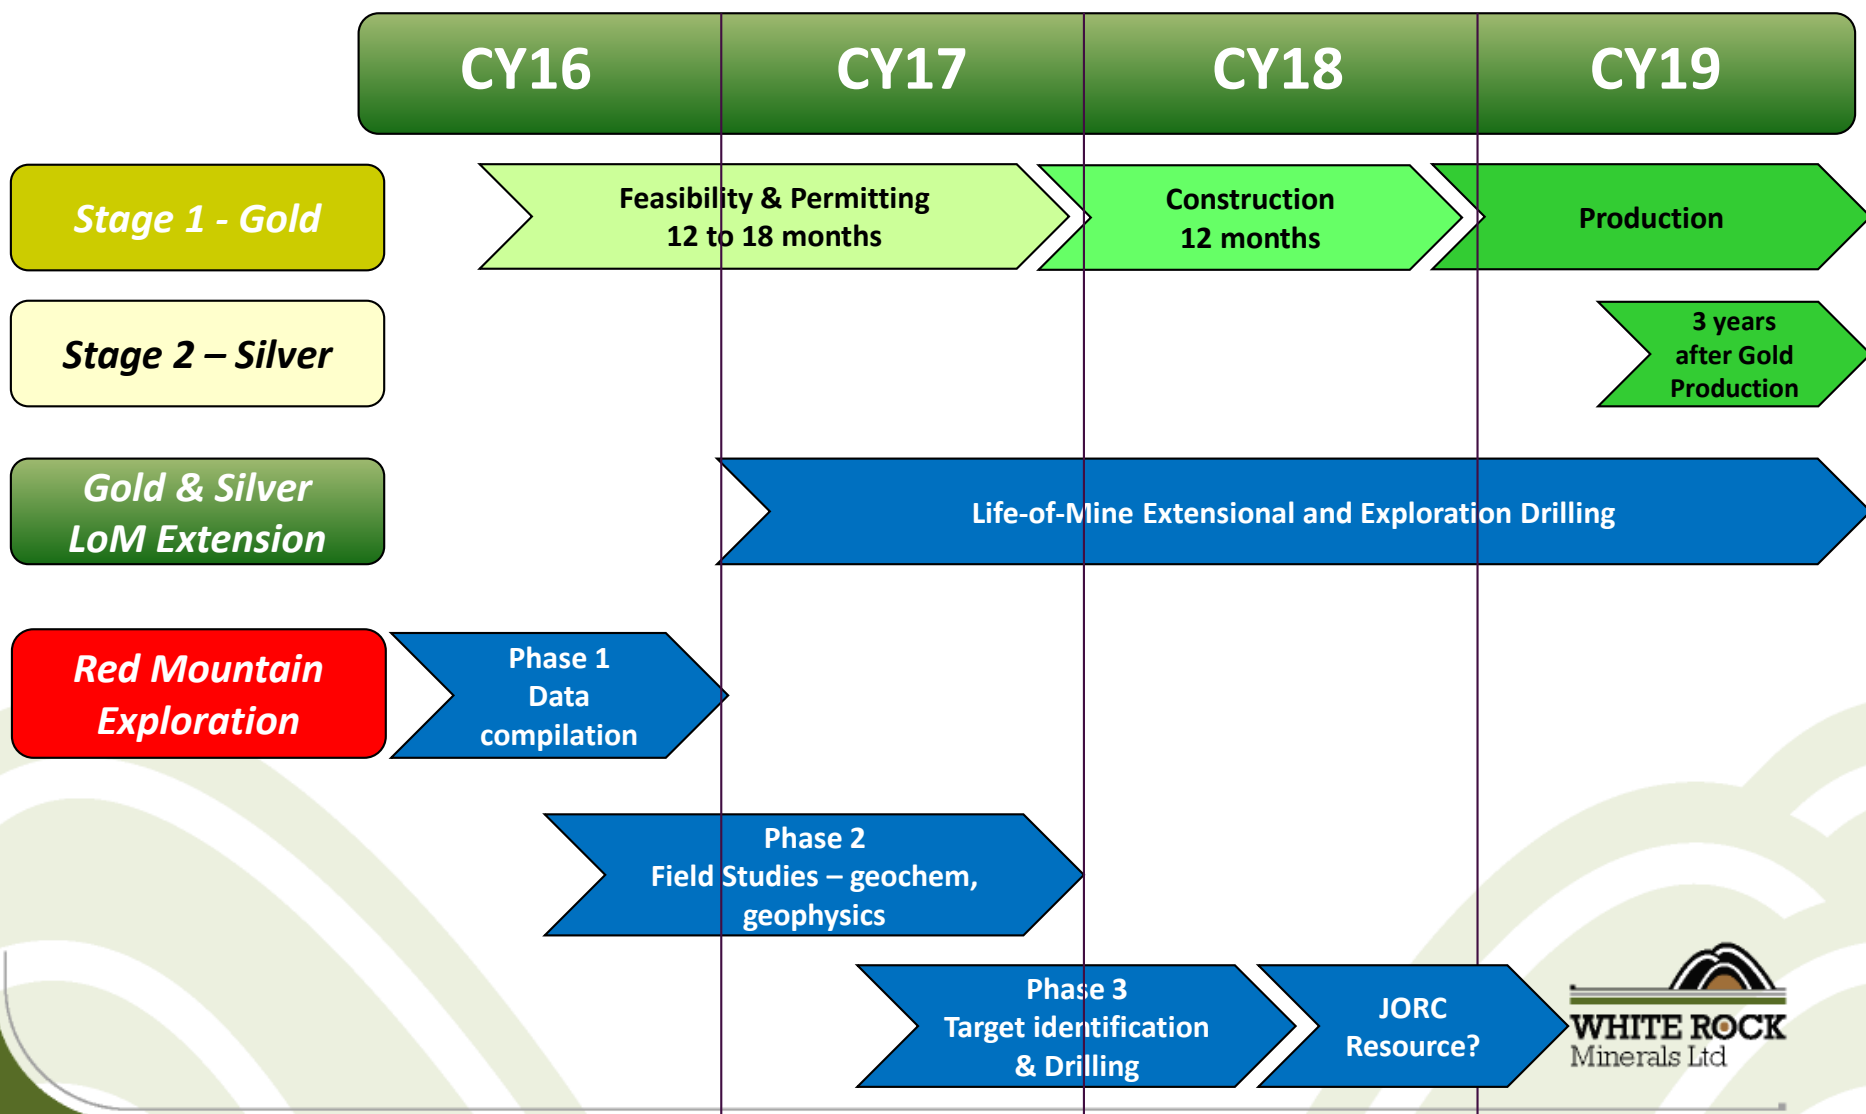 CY16
CY17
CY18
CY19
Stage 1 - Gold
Feasibility & Permitting
12 to 18 months
Construction
12 months
Production
Stage 2 – Silver
3 years
after Gold
Production
Gold & Silver
LoM Extension
Life-of-Mine Extensional and Exploration Drilling
Red Mountain
Exploration
Phase 1
Data
compilation
Phase 2
Field Studies – geochem,
geophysics
Phase 3
Target identification
& Drilling
JORC
Resource?
WHITE ROCK
Minerals Ltd